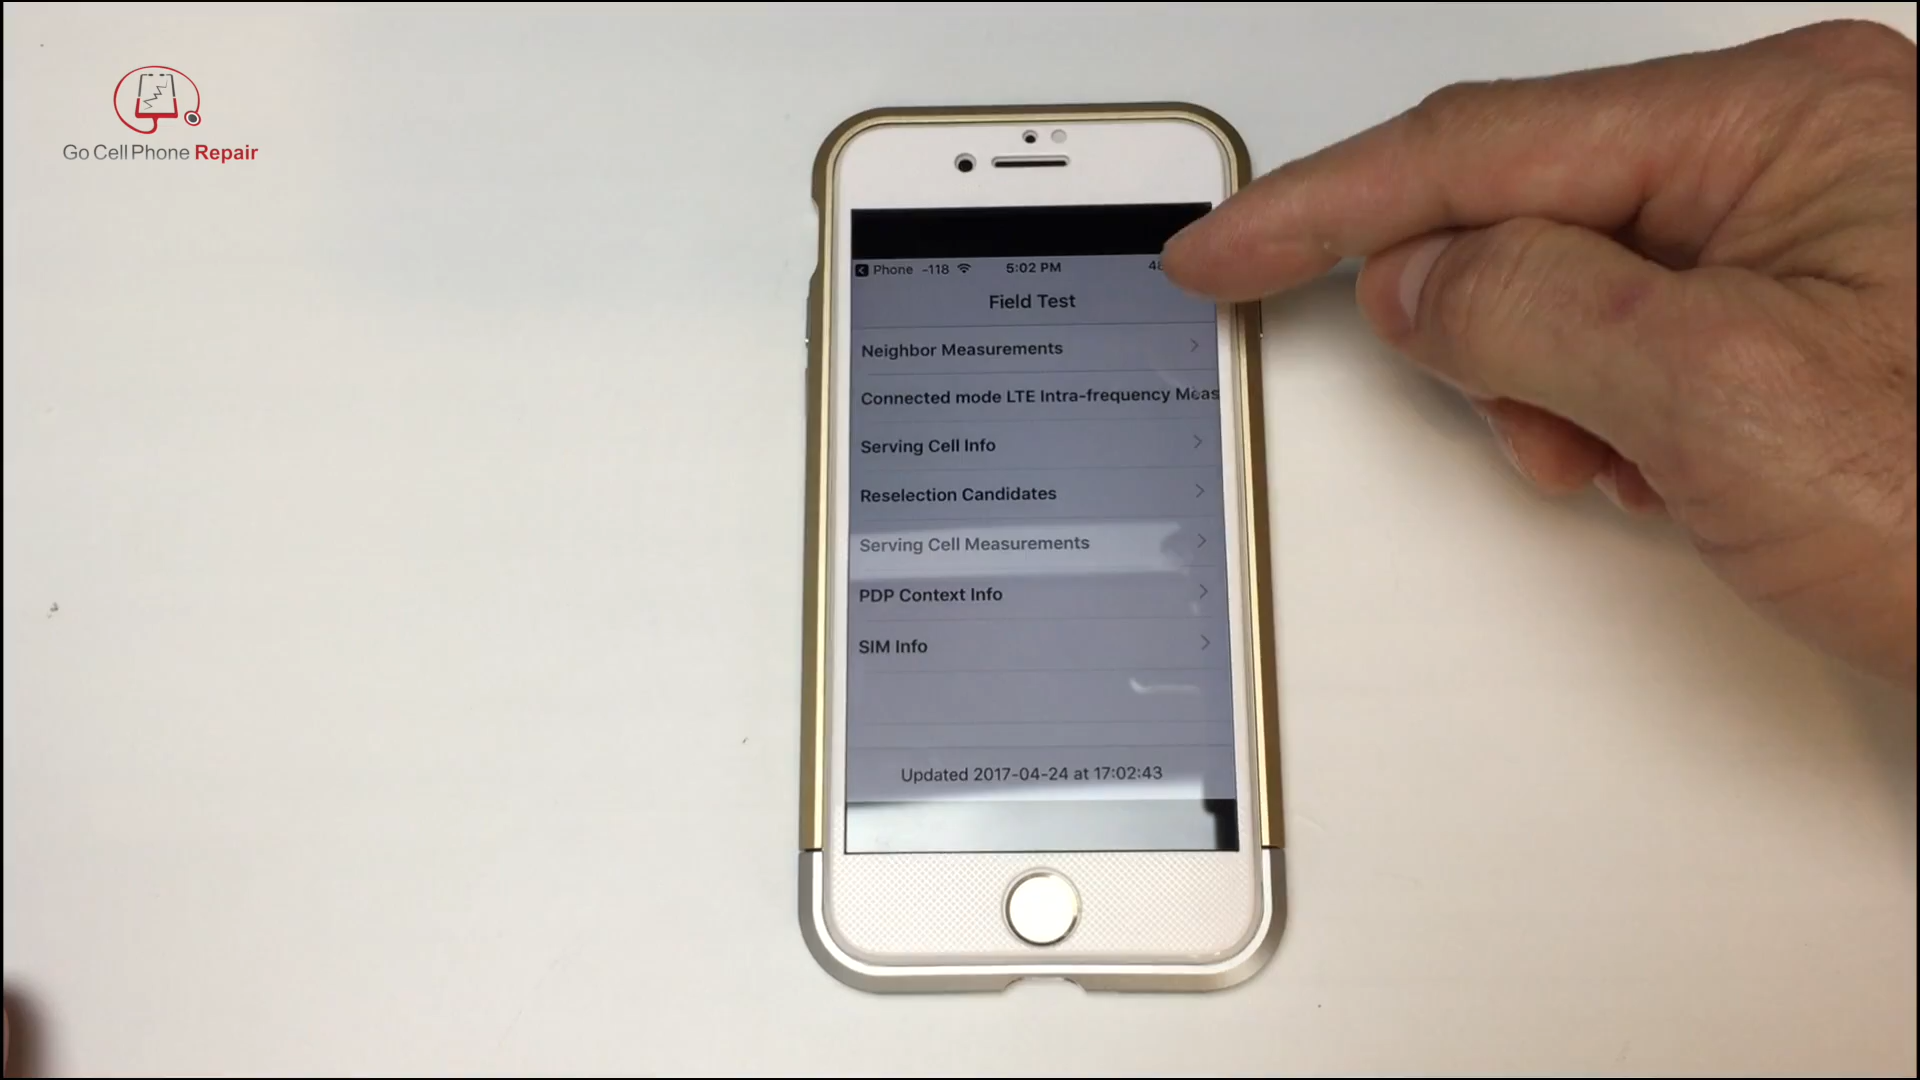 Go Cell Phone Repair
Phone -118 5:02 PM
Field Test
Neighbor Measurements
Connected mode LTE Intra-frequency Meas
Serving Cell Info
Reselection Candidates
Serving Cell Measurements
PDP Context Info
SIM Info
Updated 2017-04-24 at 17:02:43